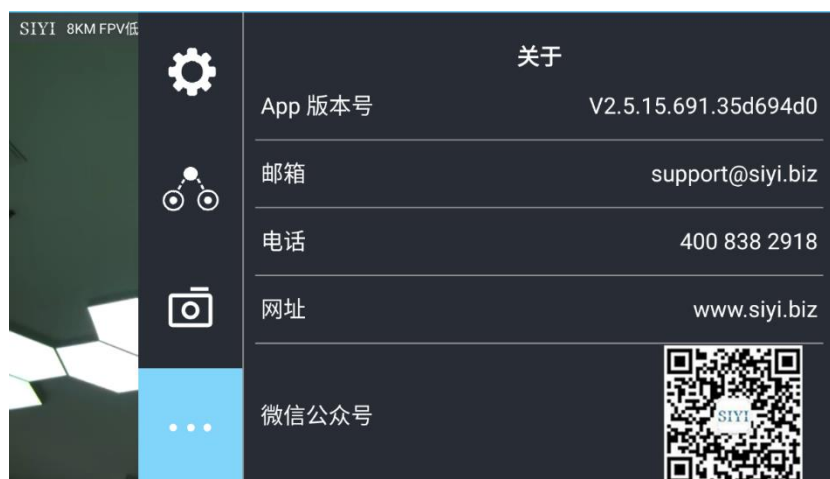 SIYI 8KM FPV低
关于
App 版本号 V2.5.15.691.35d694d0
邮箱 support@siyi.biz
电话 400 838 2918
网址 www.siyi.biz
微信公众号
SIYI